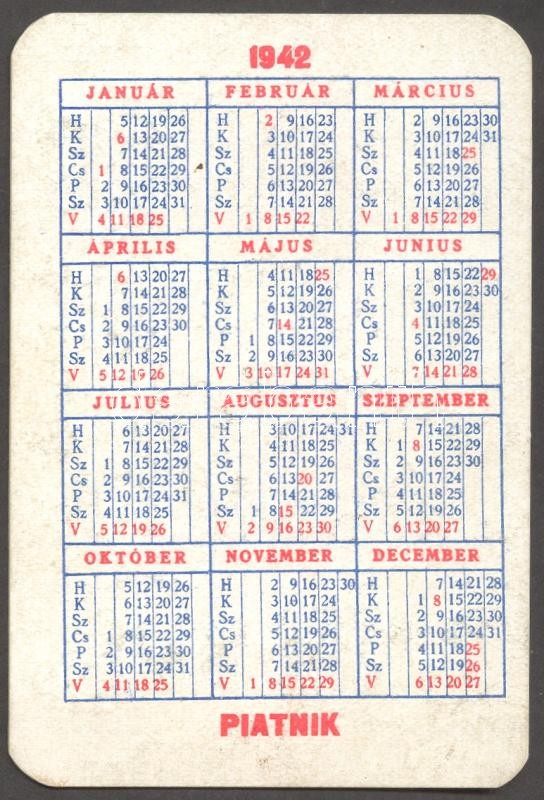 1942
JANUÁR FEBRUÁR MÁRCIUS
H 5 12 19 26 H 2 9 16 23 H 2 9 16 23 30
K 6 13 20 27 K 3 10 17 24 K 3 10 17 24 31
Sz 7 14 21 28 Sz 4 11 18 25 Sz 4 11 18 25
Cs 1 8 15 22 29 Cs 5 12 19 26 Cs 5 12 19 26
P 2 9 16 23 30 P 6 13 20 27 P 6 13 20 27
Sz 3 10 17 24 31 Sz 7 14 21 28 Sz 7 14 21 28
V 4 11 18 25 V 1 8 15 22 V 1 8 15 22 29
ÁPRILIS MÁJUS JUNIUS
H 6 13 20 27 H 4 11 18 25 H 1 8 15 22 29
K 7 14 21 28 K 5 12 19 26 K 2 9 16 23 30
Sz 1 8 15 22 29 Sz 6 13 20 27 Sz 3 10 17 24
Cs 2 9 16 23 30 Cs 7 14 21 28 Cs 4 11 18 25
P 3 10 17 24 P 1 8 15 22 29 P 5 12 19 26
Sz 4 11 18 25 Sz 2 9 16 23 30 Sz 6 13 20 27
V 5 12 19 26 V 3 10 17 24 31 V 7 14 21 28
JULIUS AUGUSZTUS SZEPTEMBER
H 6 13 20 27 H 3 10 17 24 31 H 7 14 21 28
K 7 14 21 28 K 4 11 18 25 K 1 8 15 22 29
Sz 1 8 15 22 29 Sz 5 12 19 26 Sz 2 9 16 23 30
Cs 2 9 16 23 30 Cs 6 13 20 27 Cs 3 10 17 24
P 3 10 17 24 31 P 7 14 21 28 P 4 11 18 25
Sz 4 11 18 25 Sz 1 8 15 22 29 Sz 5 12 19 26
V 5 12 19 26 V 2 9 16 23 30 V 6 13 20 27
OKTÓBER NOVEMBER DECEMBER
H 5 12 19 26 H 2 9 16 23 30 H 7 14 21 28
K 6 13 20 27 K 3 10 17 24 K 1 8 15 22 29
Sz 7 14 21 28 Sz 4 11 18 25 Sz 2 9 16 23 30
Cs 1 8 15 22 29 Cs 5 12 19 26 Cs 3 10 17 24 31
P 2 9 16 23 30 P 6 13 20 27 P 4 11 18 25
Sz 3 10 17 24 31 Sz 7 14 21 28 Sz 5 12 19 26
V 4 11 18 25 V 1 8 15 22 29 V 6 13 20 27
PIATNIK